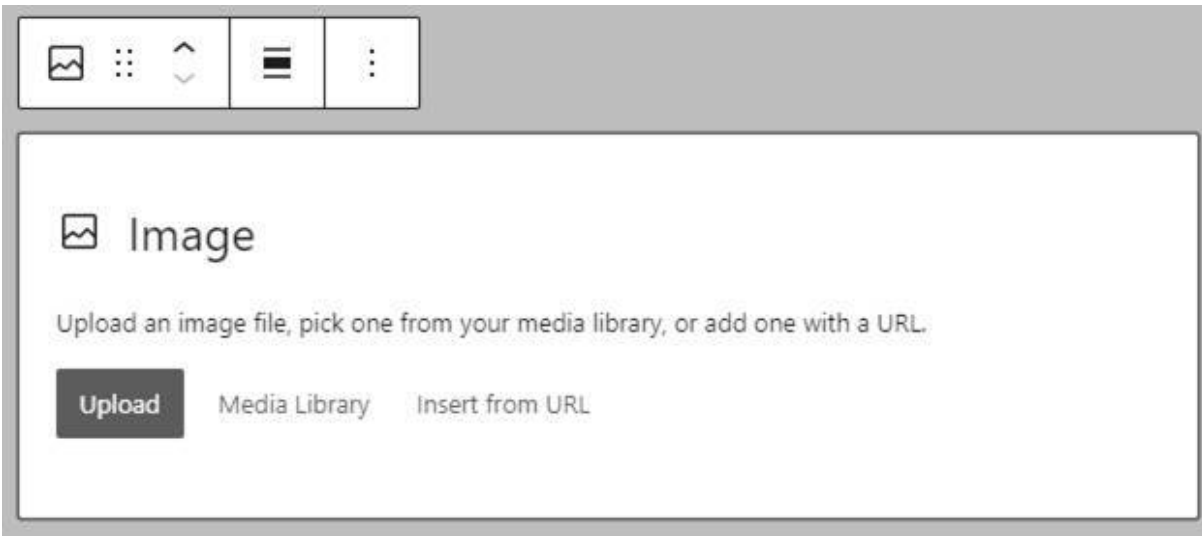 Image
Upload an image file, pick one from your media library, or add one with a URL.
Upload Media Library Insert from URL